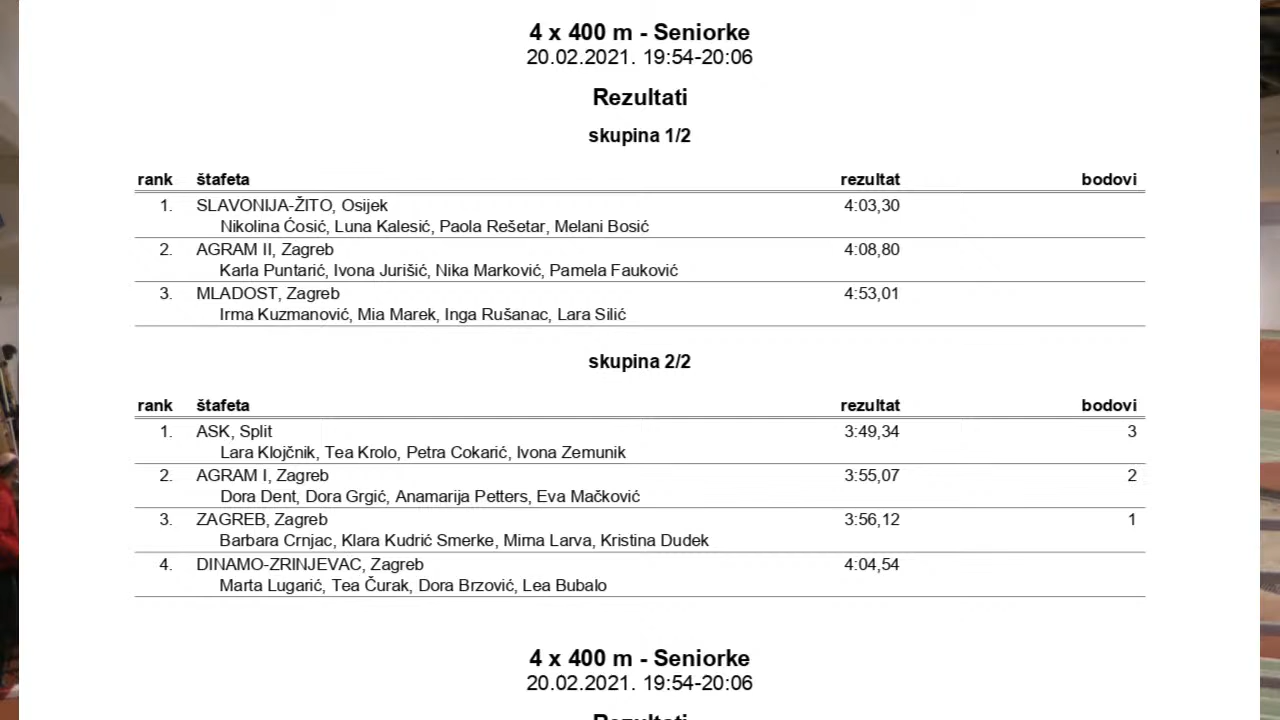 4 x 400 m - Seniorke
20.02.2021. 19:54-20:06
Rezultati
skupina 1/2
rank štafeta rezultat bodovi
1. SLAVONIJA-ŽITO, Osijek 4:03,30
Nikolina Ćosić, Luna Kalesić, Paola Rešetar, Melani Bosić
2. AGRAM II, Zagreb 4:08,80
Karla Puntarić, Ivona Jurišić, Nika Marković, Pamela Fauković
3. MLADOST, Zagreb 4:53,01
Irma Kuzmanović, Mia Marek, Inga Rušanac, Lara Silić
skupina 2/2
rank štafeta rezultat bodovi
1. ASK, Split 3:49,34 3
Lara Klojčnik, Tea Krolo, Petra Cokarić, Ivona Zemunik
2. AGRAM I, Zagreb 3:55,07 2
Dora Dent, Dora Grgić, Anamarija Petters, Eva Mačković
3. ZAGREB, Zagreb 3:56,12 1
Barbara Crnjac, Klara Kudrić Smerke, Mirna Larva, Kristina Dudek
4. DINAMO-ZRINJEVAC, Zagreb 4:04,54
Marta Lugarić, Tea Čurak, Dora Brzović, Lea Bubalo
4 x 400 m - Seniorke
20.02.2021. 19:54-20:06
Rezultati